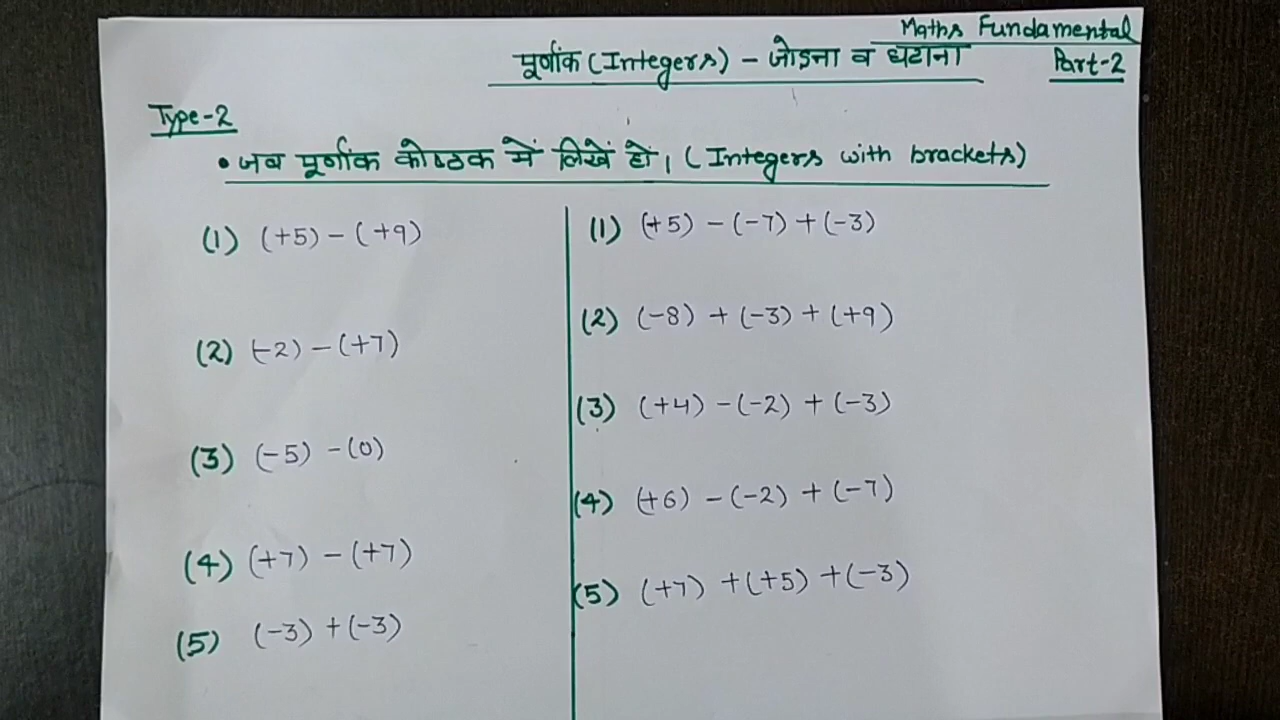 Maths Fundamental
Part-2
पूर्णांक (Integers) - जोड़ना व घटाना
Type-2
• जब पूर्णांक कोष्ठक में लिखें हो। (Integers with brackets)
(1) (+5) - (+9)
(2) (-2) - (+7)
(3) (-5) - (0)
(4) (+7) - (+7)
(5) (-3) + (-3)
(1) (+5) - (-7) + (-3)
(2) (-8) + (-3) + (+9)
(3) (+4) - (-2) + (-3)
(4) (+6) - (-2) + (-7)
(5) (+7) + (+5) + (-3)